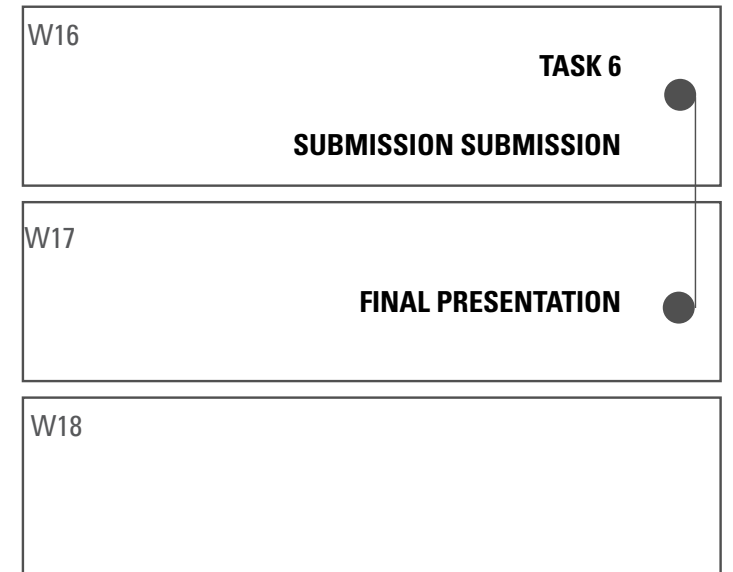 W16
TASK 6
SUBMISSION SUBMISSION
W17
FINAL PRESENTATION
W18